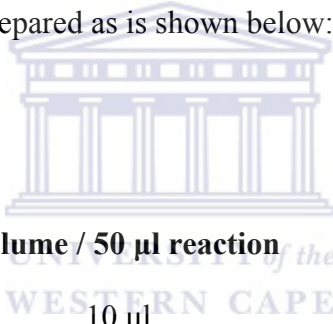 epared as is shown below:
lume / 50 µl reaction
UNIVERSITY of the
WESTERN CAPE
10 µl